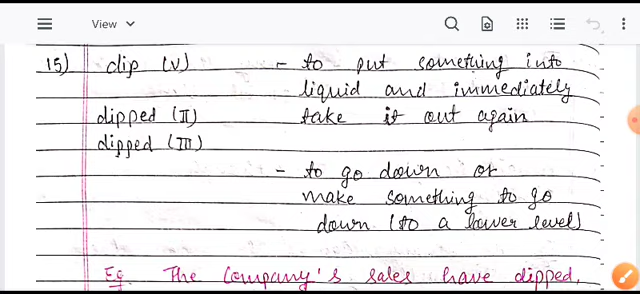 View
15) dip (v) - to put something into
liquid and immediately
dipped (II) take it out again
dipped (III)
- to go down or
make something to go
down (to a lower level)
Eg The Company's sales have dipped.